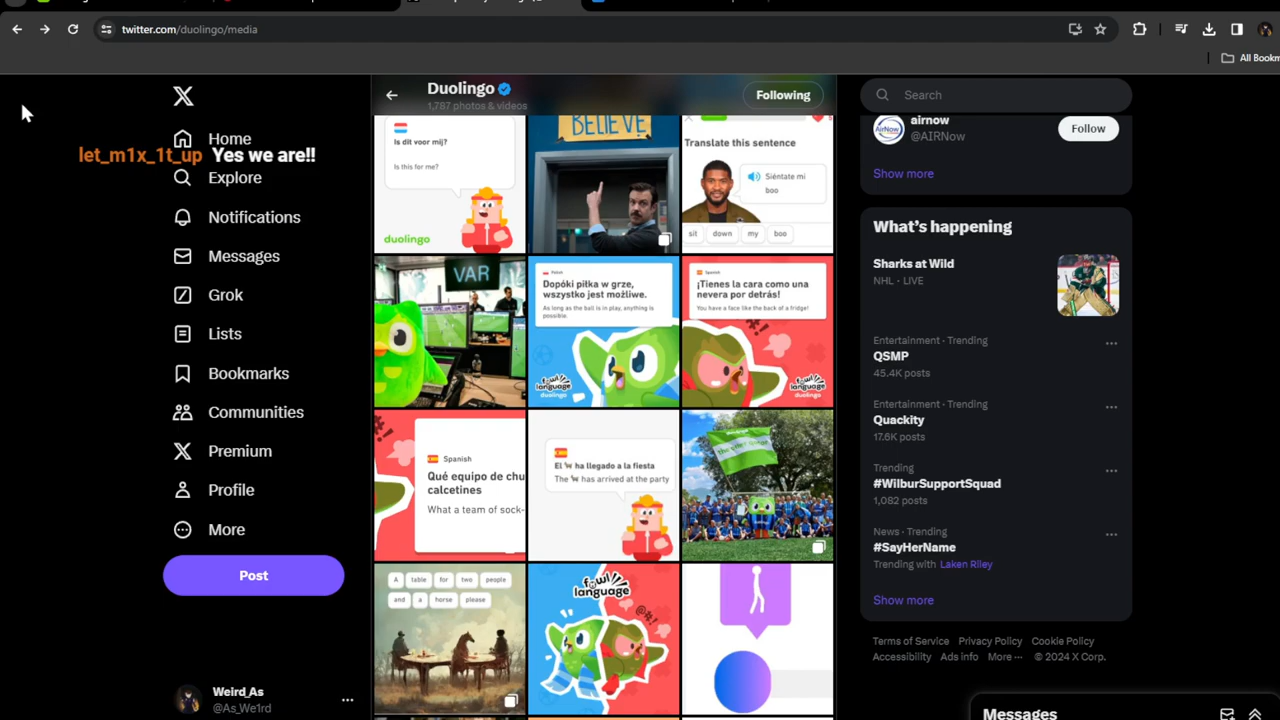 twitter.com/duolingo/media
All Bookm
Home
let_m1x_1t_up Yes we are!!
Explore
Notifications
Messages
Grok
Lists
Bookmarks
Communities
Premium
Profile
More
Post
Weird_As
@As_We1rd
Duolingo
1,787 photos & videos
Following
Is dit voor mij?
Is this for me?
duolingo
BELIEVE
Translate this sentence
Siéntate mi
boo
sit down my boo
VAR
Polish
Dopóki piłka w grze,
wszystko jest możliwe.
As long as the ball is in play, anything is
possible.
fowl
language
duolingo
Spanish
¡Tienes la cara como una
nevera por detrás!
You have a face like the back of a fridge!
fowl
language
duolingo
Spanish
Qué equipo de chu
calcetines
What a team of sock-
El 🐆 ha llegado a la fiesta
The 🐆 has arrived at the party
A table for two people
and a horse please
fowl
language
@#!
Search
airnow
@AIRNow
Follow
Show more
What's happening
Sharks at Wild
NHL · LIVE
Entertainment · Trending
QSMP
45.4K posts
Entertainment · Trending
Quackity
17.6K posts
Trending
#WilburSupportSquad
1,082 posts
News · Trending
#SayHerName
Trending with Laken Riley
Show more
Terms of Service Privacy Policy Cookie Policy
Accessibility Ads info More ··· © 2024 X Corp.
Messages